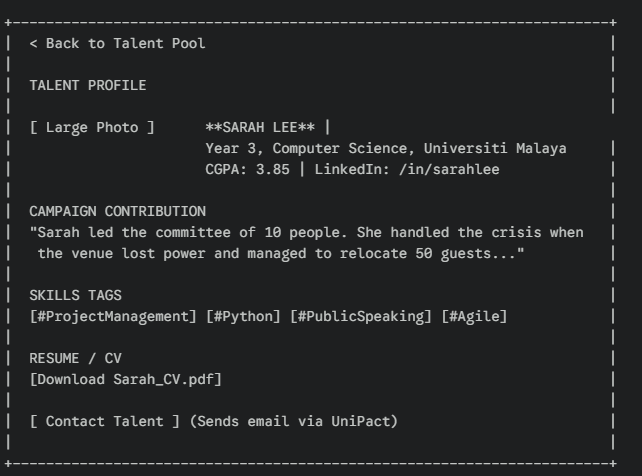 < Back to Talent Pool
TALENT PROFILE
[ Large Photo ] **SARAH LEE** |
Year 3, Computer Science, Universiti Malaya
CGPA: 3.85 | LinkedIn: /in/sarahlee
CAMPAIGN CONTRIBUTION
"Sarah led the committee of 10 people. She handled the crisis when
the venue lost power and managed to relocate 50 guests..."
SKILLS TAGS
[#ProjectManagement] [#Python] [#PublicSpeaking] [#Agile]
RESUME / CV
[Download Sarah_CV.pdf]
[ Contact Talent ] (Sends email via UniPact)